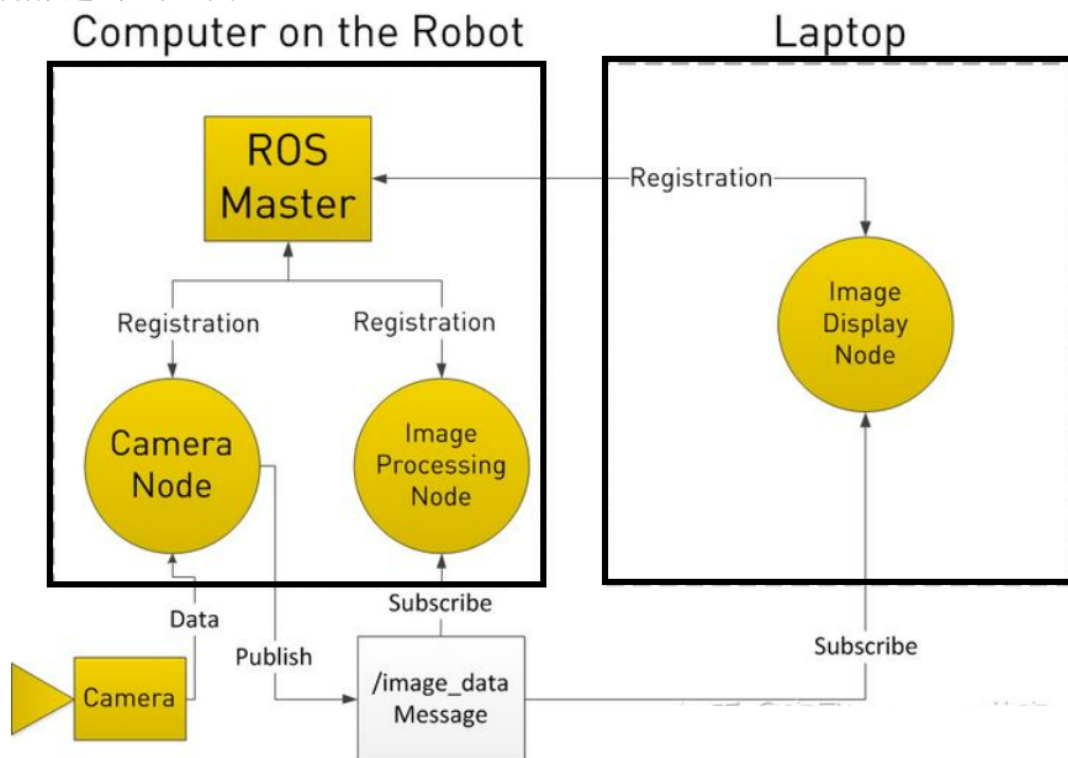 Computer on the Robot
Laptop
ROS
Master
Registration
Registration
Registration
Image
Display
Node
Camera
Node
Image
Processing
Node
Data
Publish
Subscribe
Subscribe
Camera
/image_data
Message